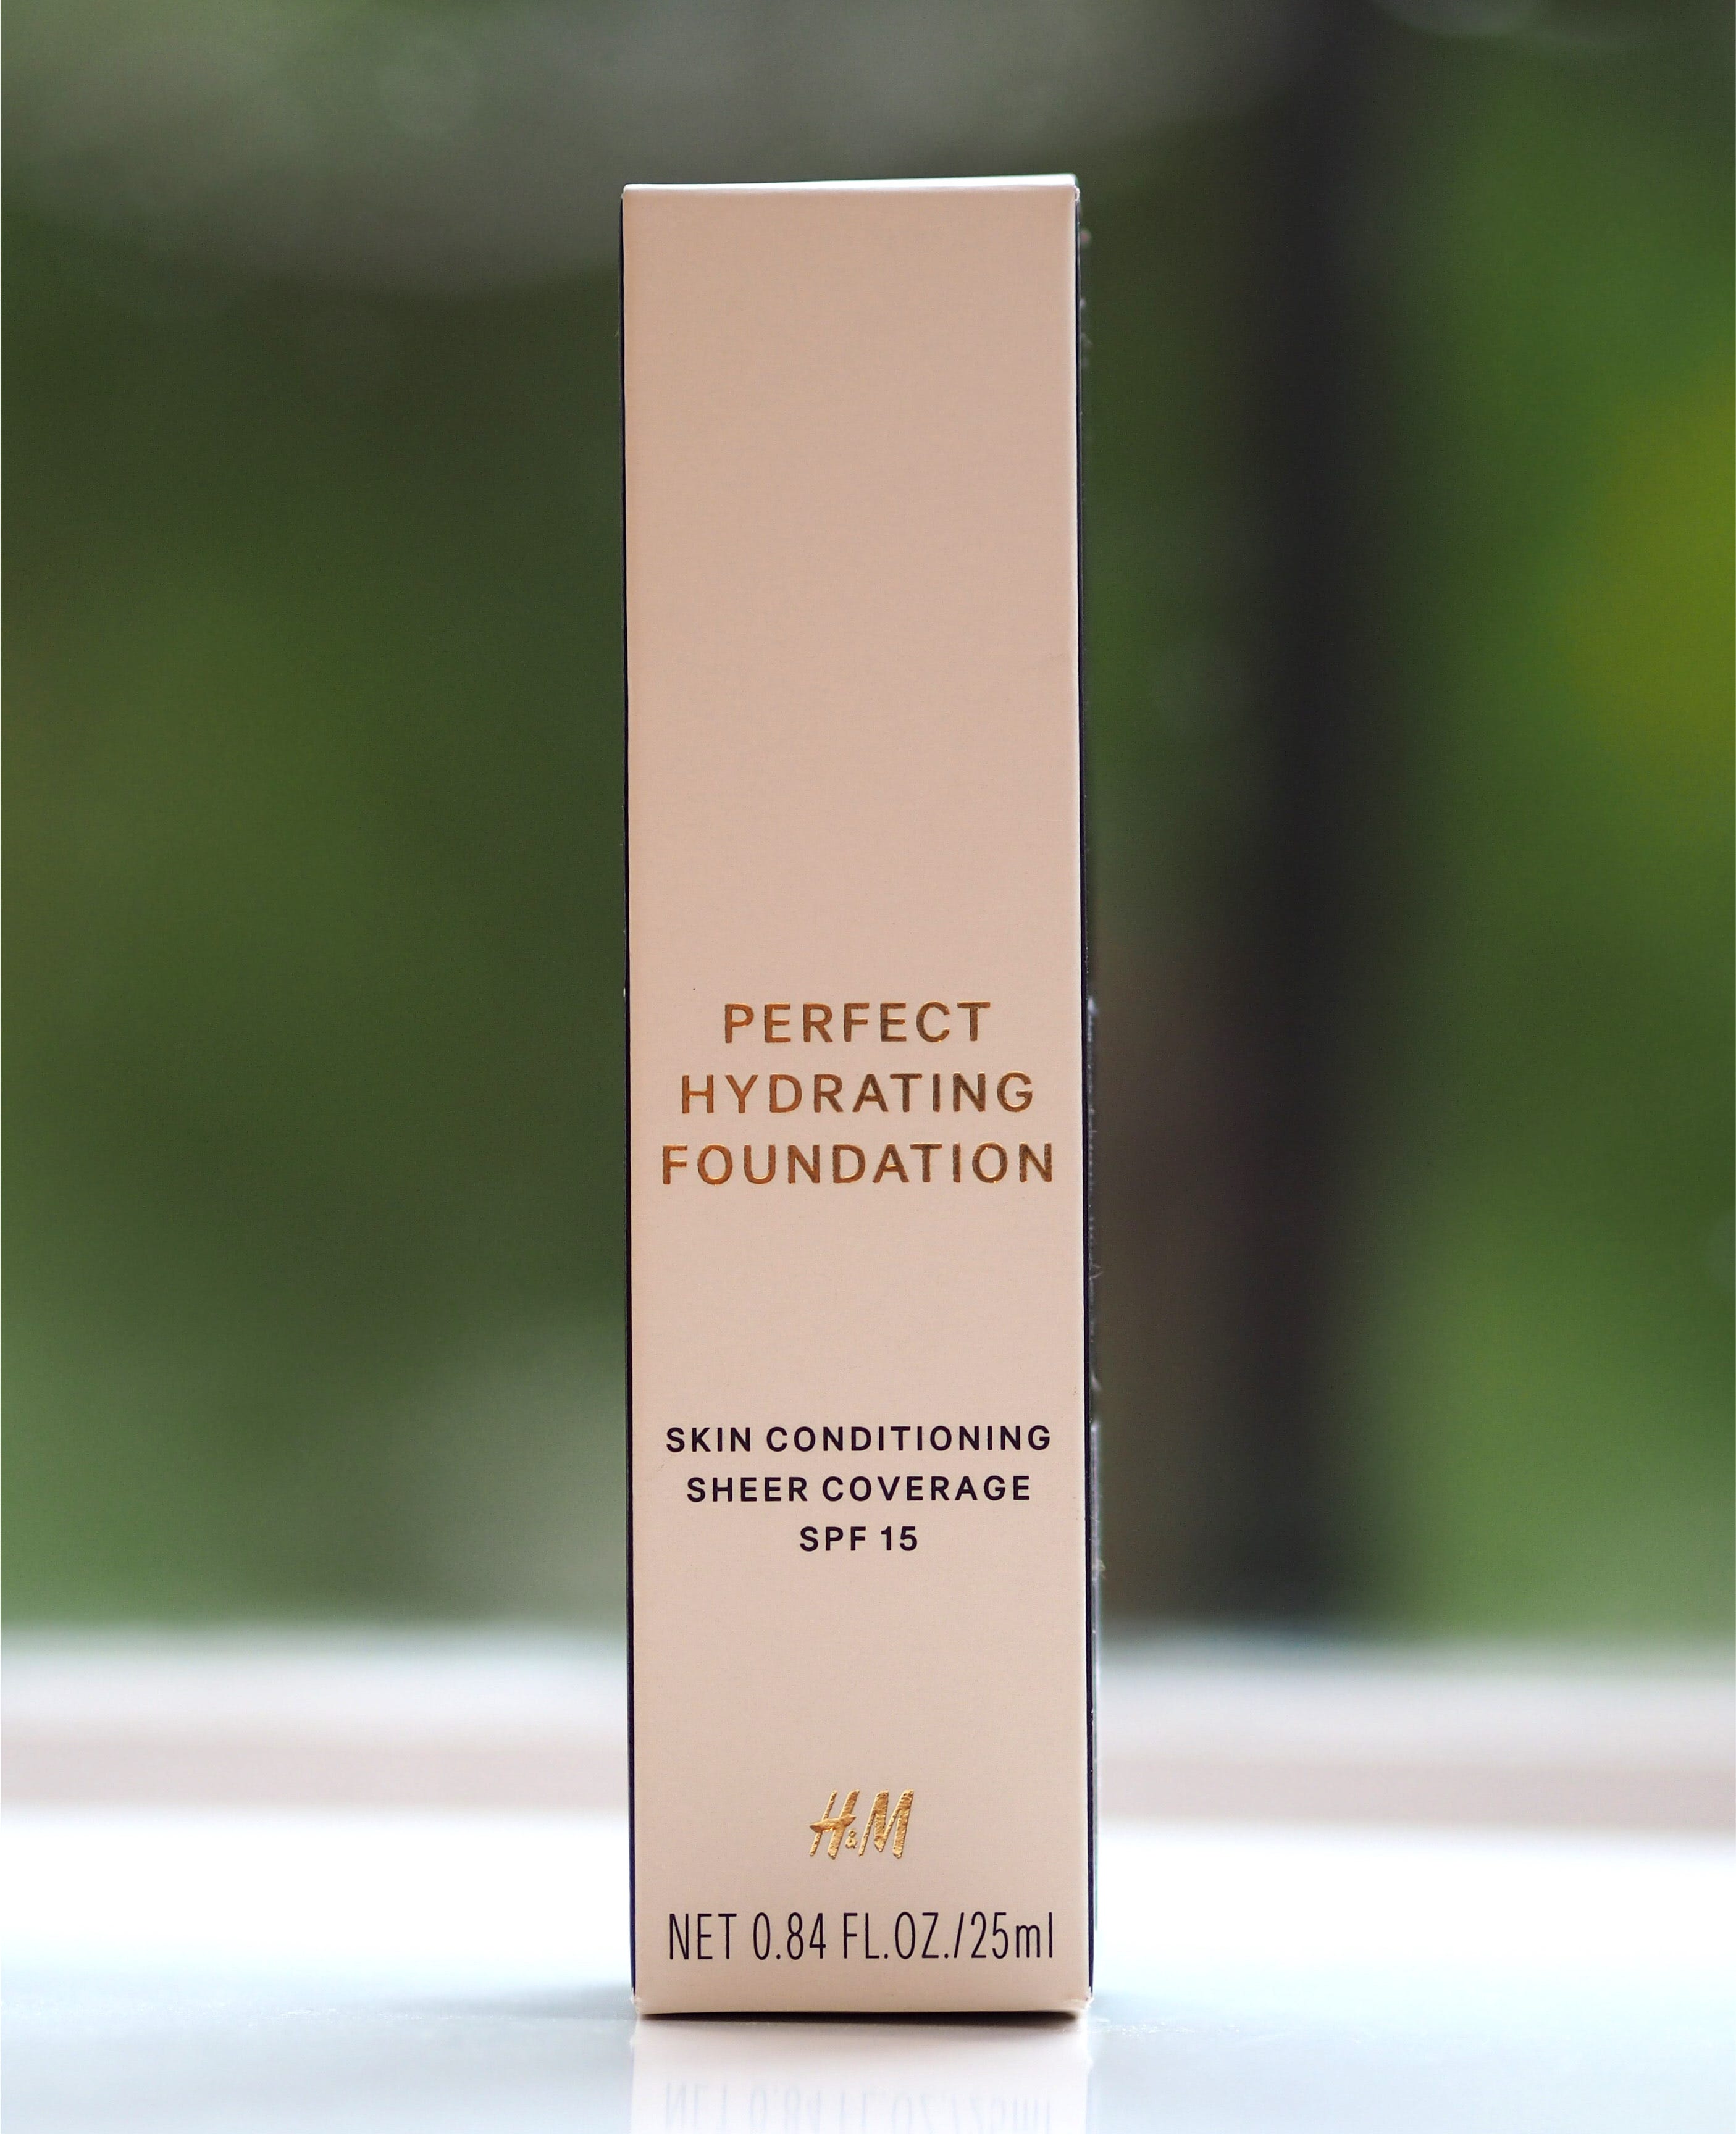 PERFECT
HYDRATING
FOUNDATION
SKIN CONDITIONING
SHEER COVERAGE
SPF 15
H&M
NET 0.84 FL.OZ./25ml